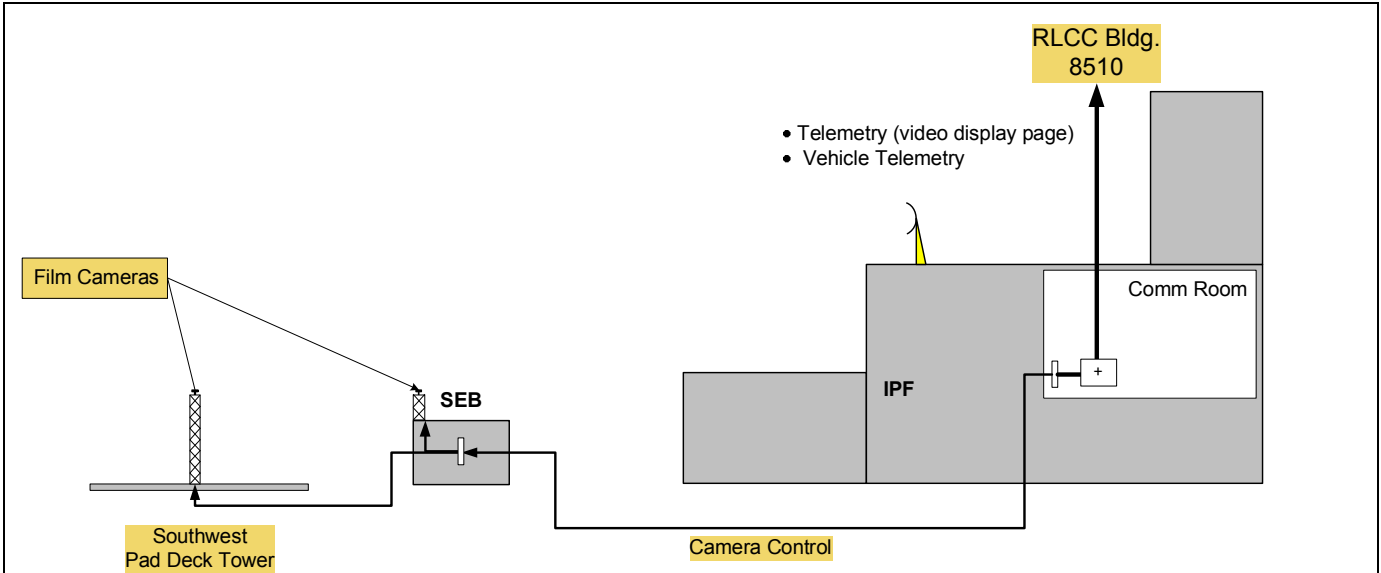 RLCC Bldg.
8510
• Telemetry (video display page)
• Vehicle Telemetry
Film Cameras
Comm Room
SEB
IPF
+
Southwest
Pad Deck Tower
Camera Control